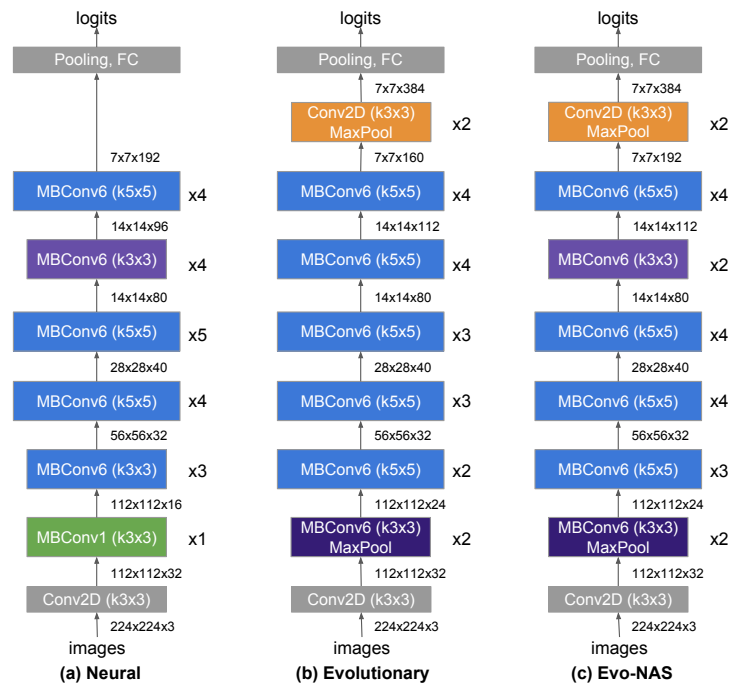 logits
Pooling, FC
7x7x192
MBConv6 (k5x5)
x4
14x14x96
MBConv6 (k3x3)
x4
14x14x80
MBConv6 (k5x5)
x5
28x28x40
MBConv6 (k5x5)
x4
56x56x32
MBConv6 (k3x3)
x3
112x112x16
MBConv1 (k3x3)
x1
112x112x32
Conv2D (k3x3)
224x224x3
images
(a) Neural
logits
Pooling, FC
7x7x384
Conv2D (k3x3)
MaxPool
x2
7x7x160
MBConv6 (k5x5)
x4
14x14x112
MBConv6 (k5x5)
x4
14x14x80
MBConv6 (k5x5)
x3
28x28x40
MBConv6 (k5x5)
x3
56x56x32
MBConv6 (k5x5)
x2
112x112x24
MBConv6 (k3x3)
MaxPool
x2
112x112x32
Conv2D (k3x3)
224x224x3
images
(b) Evolutionary
logits
Pooling, FC
7x7x384
Conv2D (k3x3)
MaxPool
x2
7x7x192
MBConv6 (k5x5)
x4
14x14x112
MBConv6 (k3x3)
x2
14x14x80
MBConv6 (k5x5)
x4
28x28x40
MBConv6 (k5x5)
x4
56x56x32
MBConv6 (k5x5)
x3
112x112x24
MBConv6 (k3x3)
MaxPool
x2
112x112x32
Conv2D (k3x3)
224x224x3
images
(c) Evo-NAS